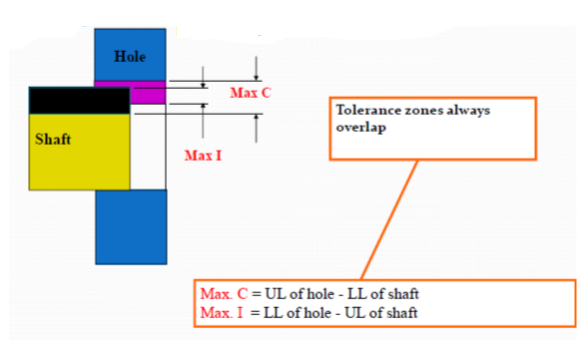 Hole
Max C
Tolerance zones always
overlap
Shaft
Max I
Max. C = UL of hole - LL of shaft
Max. I = LL of hole - UL of shaft